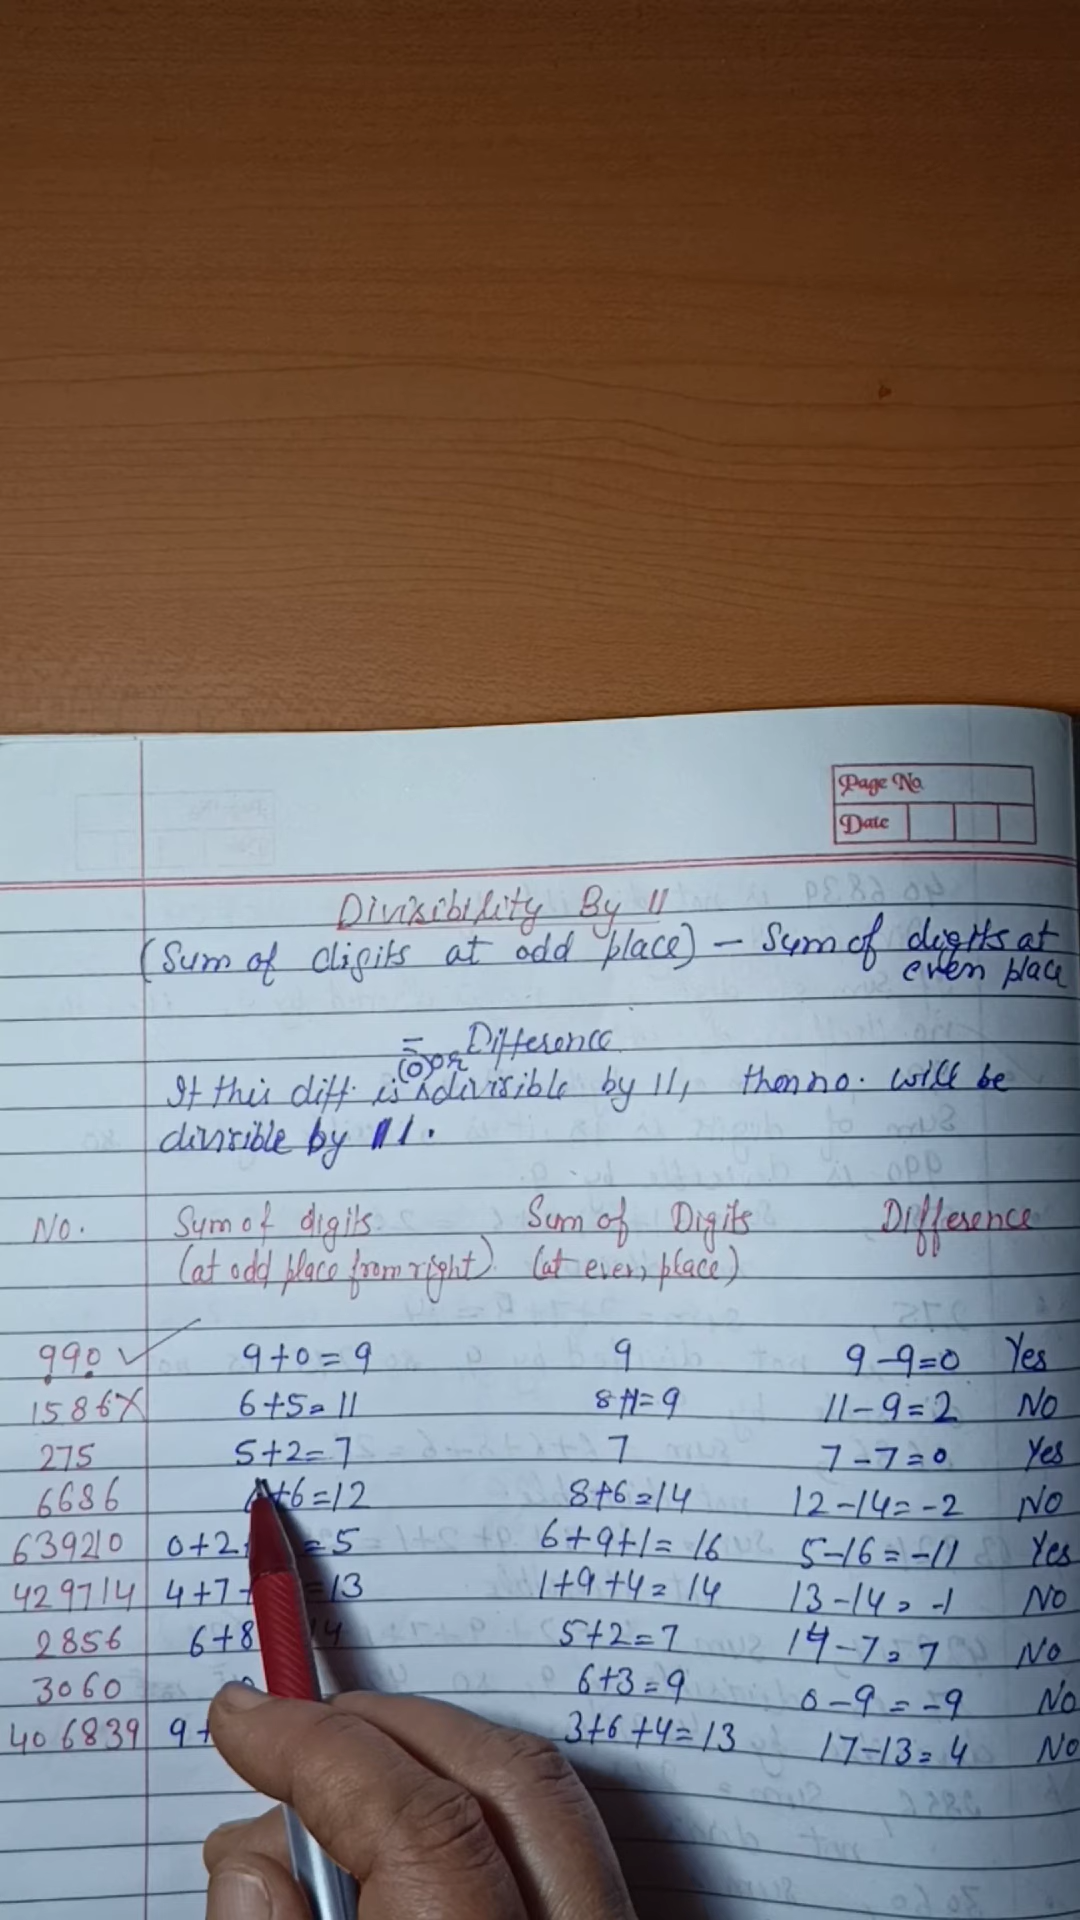 Page No.
Date
Divisibility By 11
(Sum of digits at odd place) - Sum of digits at even place
= Difference
If this diff. is (0) or divisible by 11, then no. will be
divisible by 11.
No. Sum of digits (at odd place from right) Sum of Digits (at even place) Difference
990 ✓ 9+0=9 9 9-9=0 Yes
1586 X 6+5=11 8+1=9 11-9=2 NO
275 5+2=7 7 7-7=0 Yes
6686 +6=12 8+6=14 12-14=-2 NO
639210 0+2 =5 6+9+1=16 5-16=-11 Yes
429714 4+7+ =13 1+9+4=14 13-14=-1 NO
2856 6+8 14 5+2=7 14-7=7 NO
3060 6+3=9 0-9=-9 NO
406839 9+ 3+6+4=13 17-13=4 NO